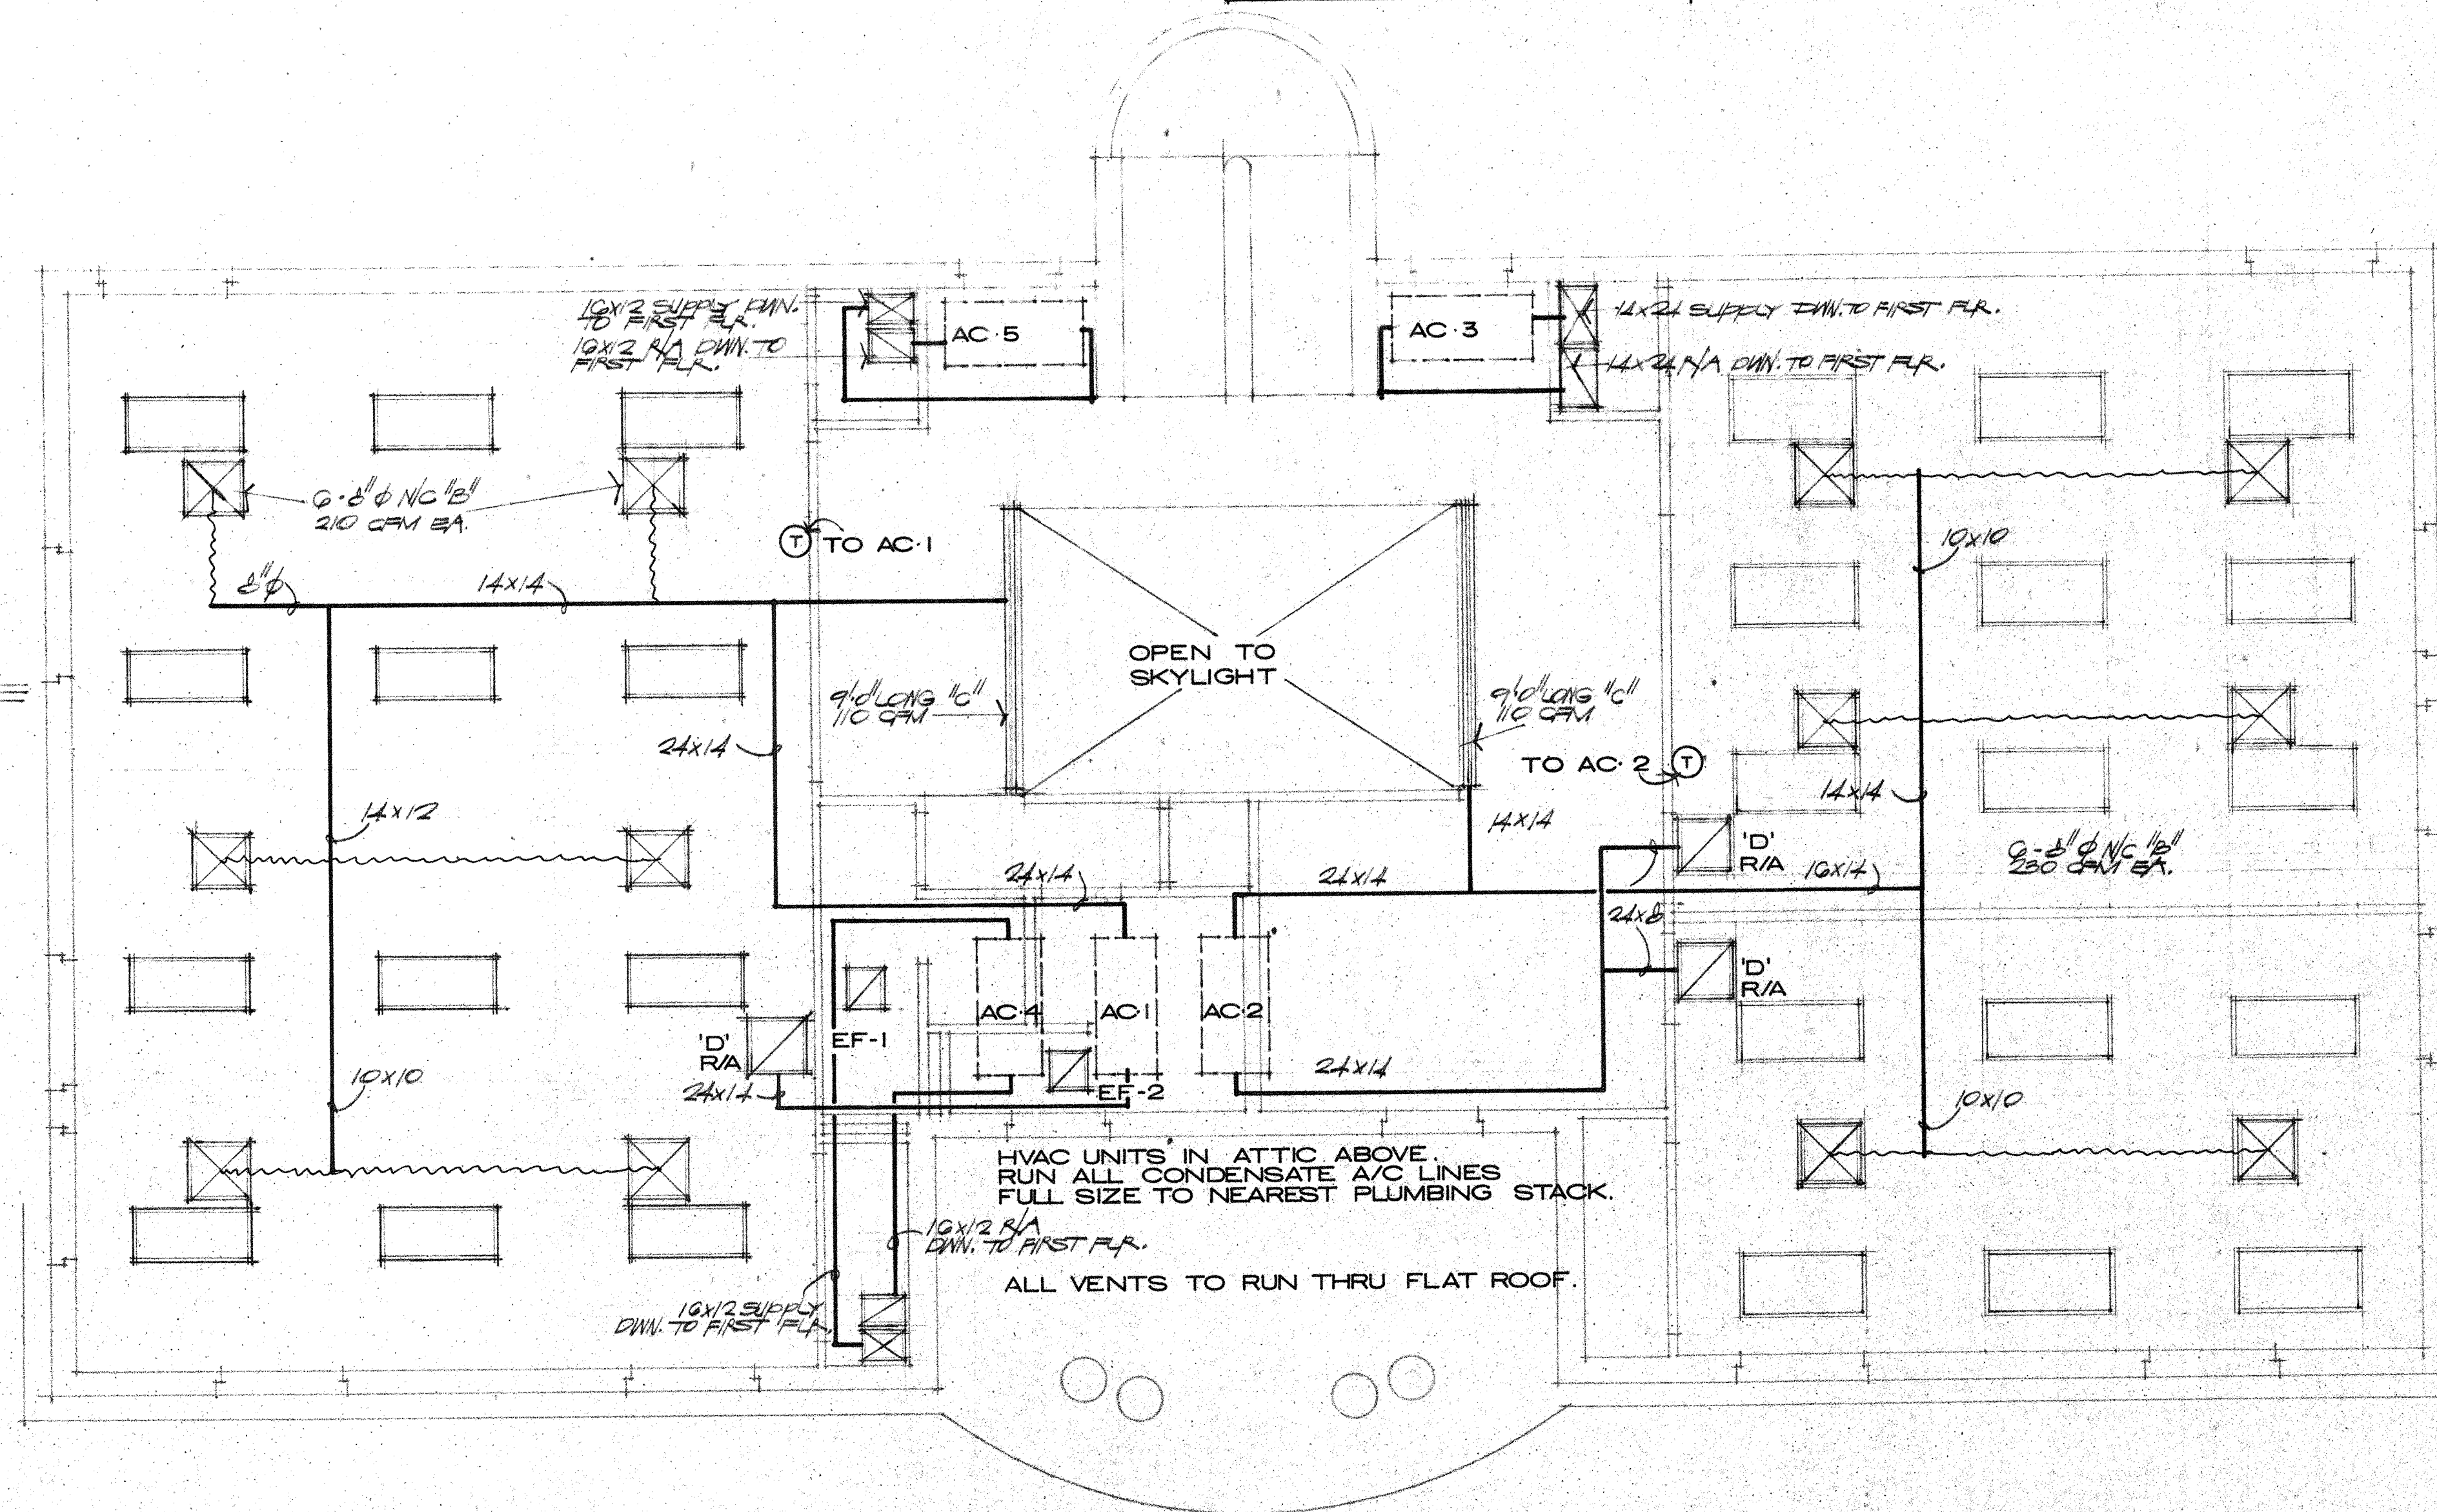 16X12 SUPPLY DWN.
TO FIRST FLR.
16X12 R/A DWN. TO
FIRST FLR.
AC·5
AC·3
14X24 SUPPLY DWN. TO FIRST FLR.
14X24 R/A DWN. TO FIRST FLR.
6-8"φ N/C "B"
210 CFM EA.
T TO AC·1
10X10
8"φ
14X14
OPEN TO
SKYLIGHT
9'-0" LONG "C"
110 CFM
9'-0" LONG "C"
110 CFM
24X14
TO AC·2 T
14X12
14X14
14X14
'D'
R/A
6-8"φ N/C "B"
230 CFM EA.
24X14
24X14
16X14
24X8
'D'
R/A
AC·4
AC·1
AC·2
EF-1
'D'
R/A
24X14
10X10
24X14
EF-2
10X10
HVAC UNITS IN ATTIC ABOVE.
RUN ALL CONDENSATE A/C LINES
FULL SIZE TO NEAREST PLUMBING STACK.
16X12 R/A
DWN. TO FIRST FLR.
ALL VENTS TO RUN THRU FLAT ROOF.
16X12 SUPPLY
DWN. TO FIRST FLR.